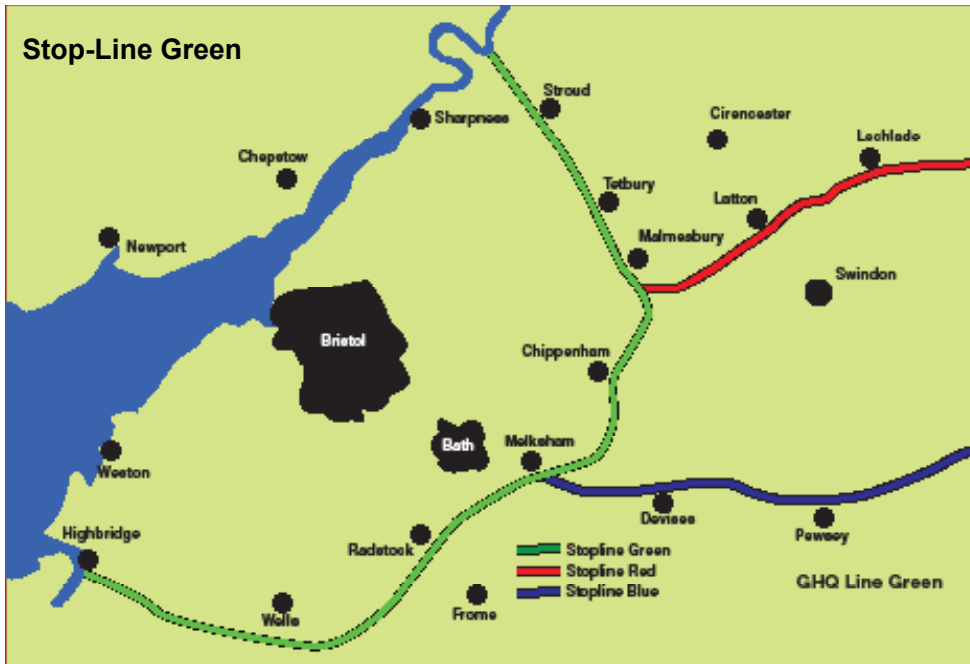 Stop-Line Green
Stroud
Sharpness
Cirencester
Lechlade
Chepstow
Tetbury
Latton
Newport
Malmesbury
Swindon
Bristol
Chippenham
Bath
Melksham
Weston
Devises
Pewsey
Highbridge
Radstock
Stopline Green
Stopline Red
Stopline Blue
GHQ Line Green
Wells
Frome